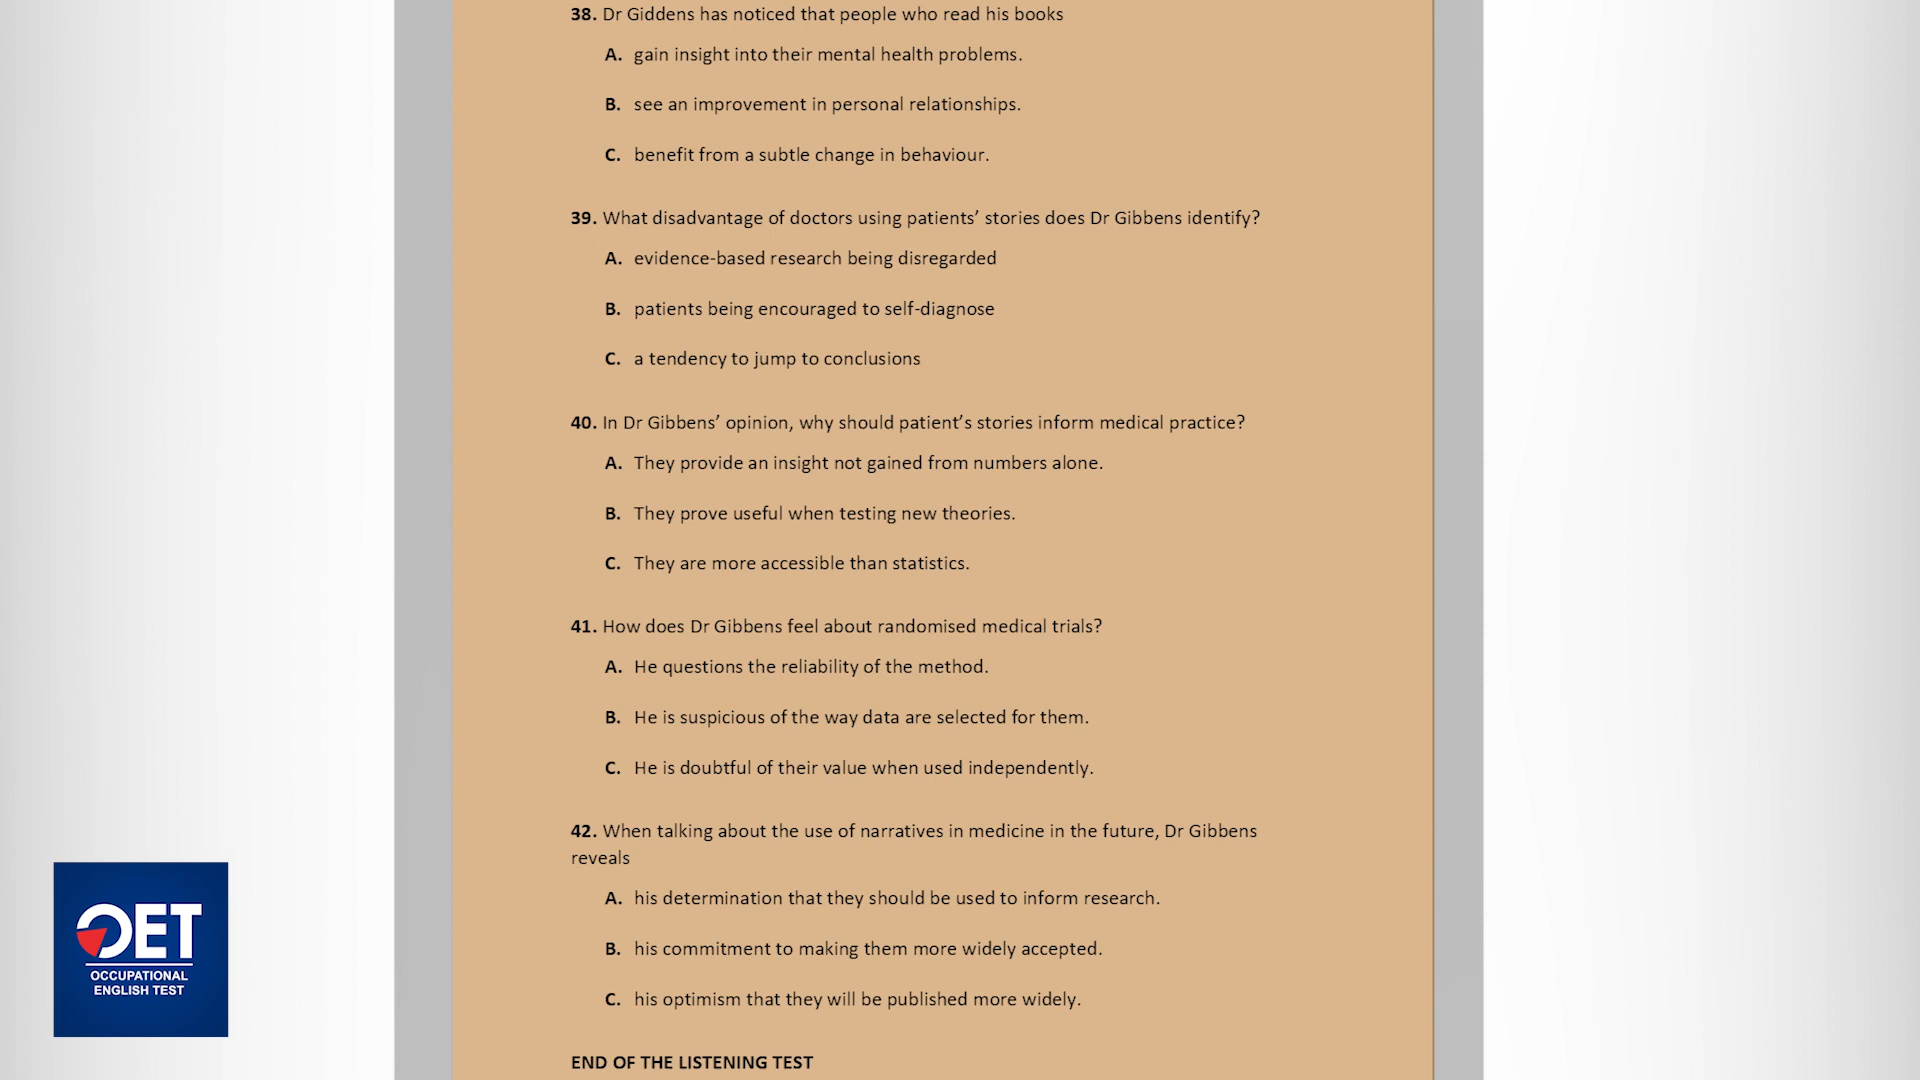 38. Dr Giddens has noticed that people who read his books
A. gain insight into their mental health problems.
B. see an improvement in personal relationships.
C. benefit from a subtle change in behaviour.
39. What disadvantage of doctors using patients’ stories does Dr Gibbens identify?
A. evidence-based research being disregarded
B. patients being encouraged to self-diagnose
C. a tendency to jump to conclusions
40. In Dr Gibbens’ opinion, why should patient’s stories inform medical practice?
A. They provide an insight not gained from numbers alone.
B. They prove useful when testing new theories.
C. They are more accessible than statistics.
41. How does Dr Gibbens feel about randomised medical trials?
A. He questions the reliability of the method.
B. He is suspicious of the way data are selected for them.
C. He is doubtful of their value when used independently.
42. When talking about the use of narratives in medicine in the future, Dr Gibbens
reveals
A. his determination that they should be used to inform research.
B. his commitment to making them more widely accepted.
C. his optimism that they will be published more widely.
END OF THE LISTENING TEST
OET
OCCUPATIONAL
ENGLISH TEST